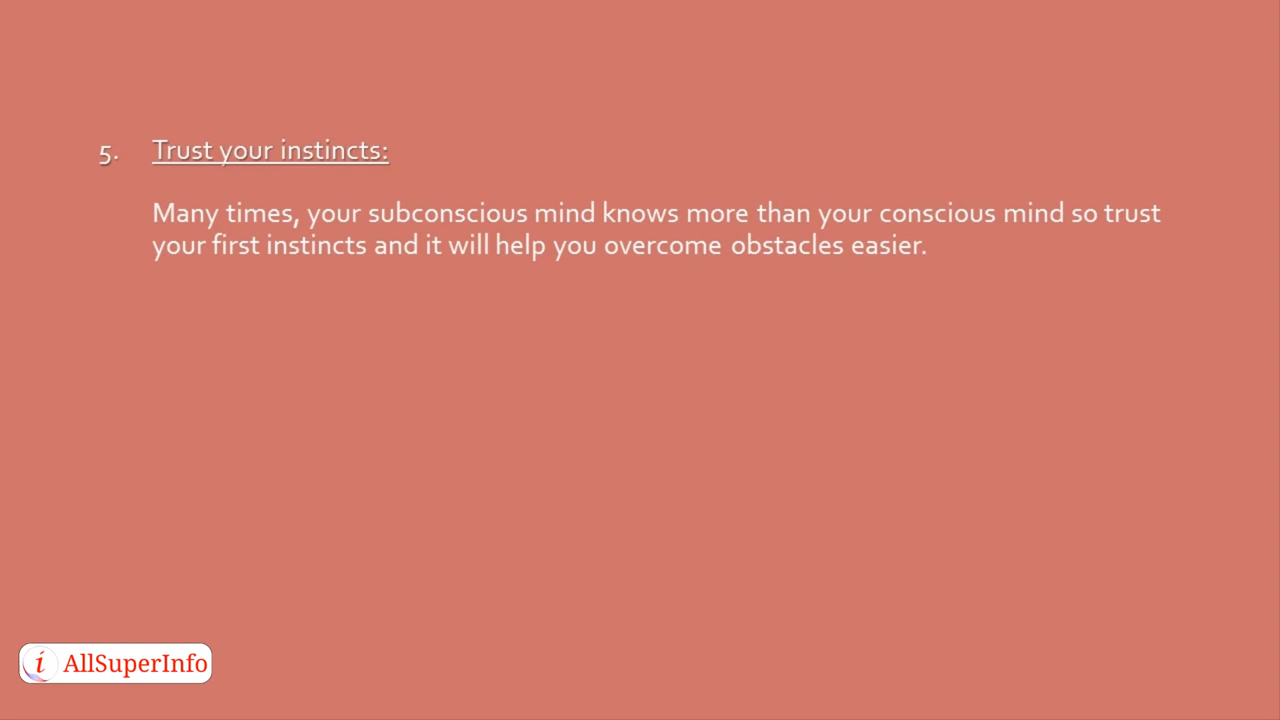 5. Trust your instincts:
Many times, your subconscious mind knows more than your conscious mind so trust
your first instincts and it will help you overcome obstacles easier.
i AllSuperInfo